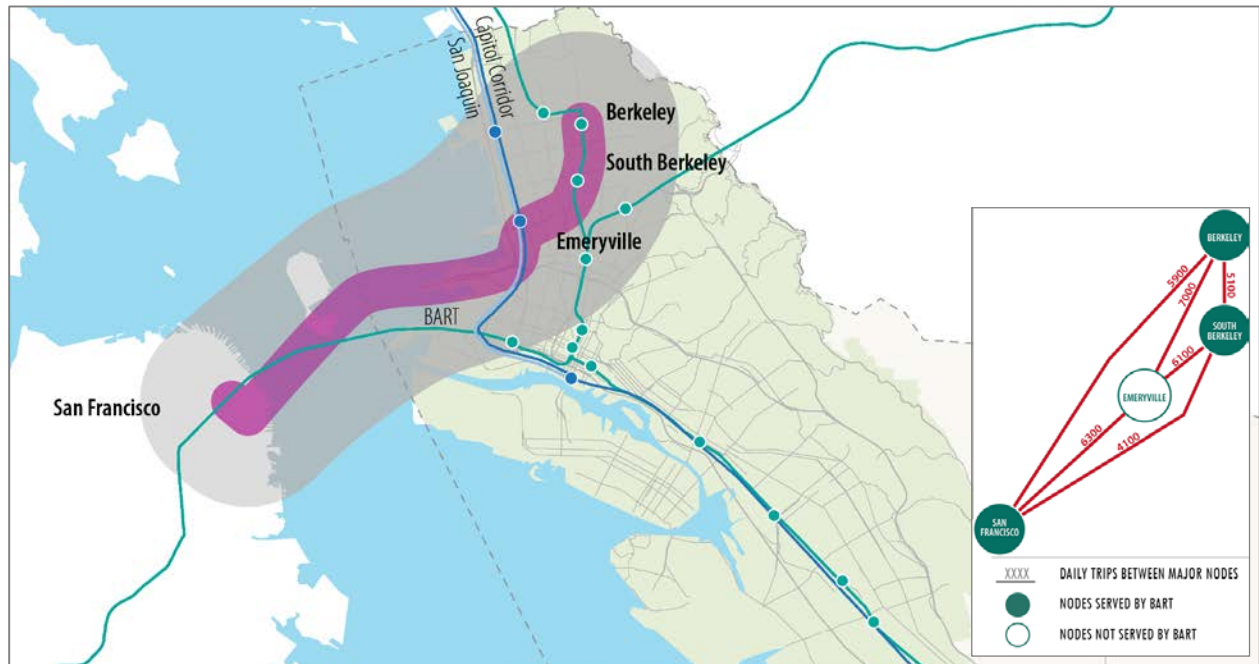 Capitol Corridor
San Joaquin
Berkeley
South Berkeley
Emeryville
BART
San Francisco
BERKELEY
5900
7000
5100
SOUTH
BERKELEY
6100
EMERYVILLE
6300
4100
SAN
FRANCISCO
XXXX DAILY TRIPS BETWEEN MAJOR NODES
NODES SERVED BY BART
NODES NOT SERVED BY BART